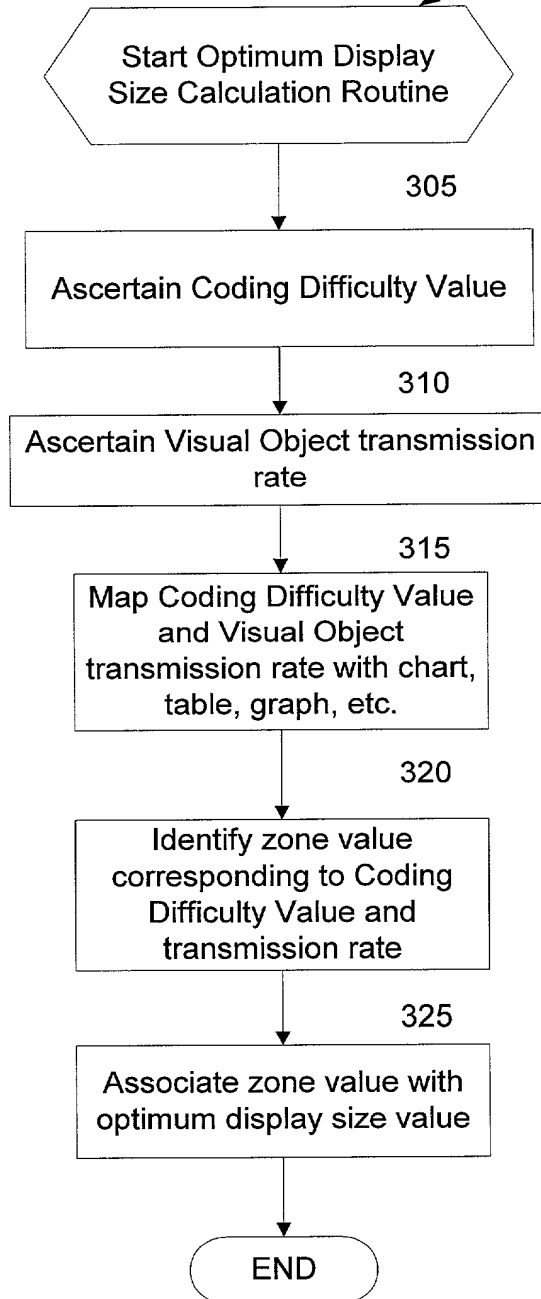 Start Optimum Display
Size Calculation Routine
305
Ascertain Coding Difficulty Value
310
Ascertain Visual Object transmission
rate
315
Map Coding Difficulty Value
and Visual Object
transmission rate with chart,
table, graph, etc.
320
Identify zone value
corresponding to Coding
Difficulty Value and
transmission rate
325
Associate zone value with
optimum display size value
END